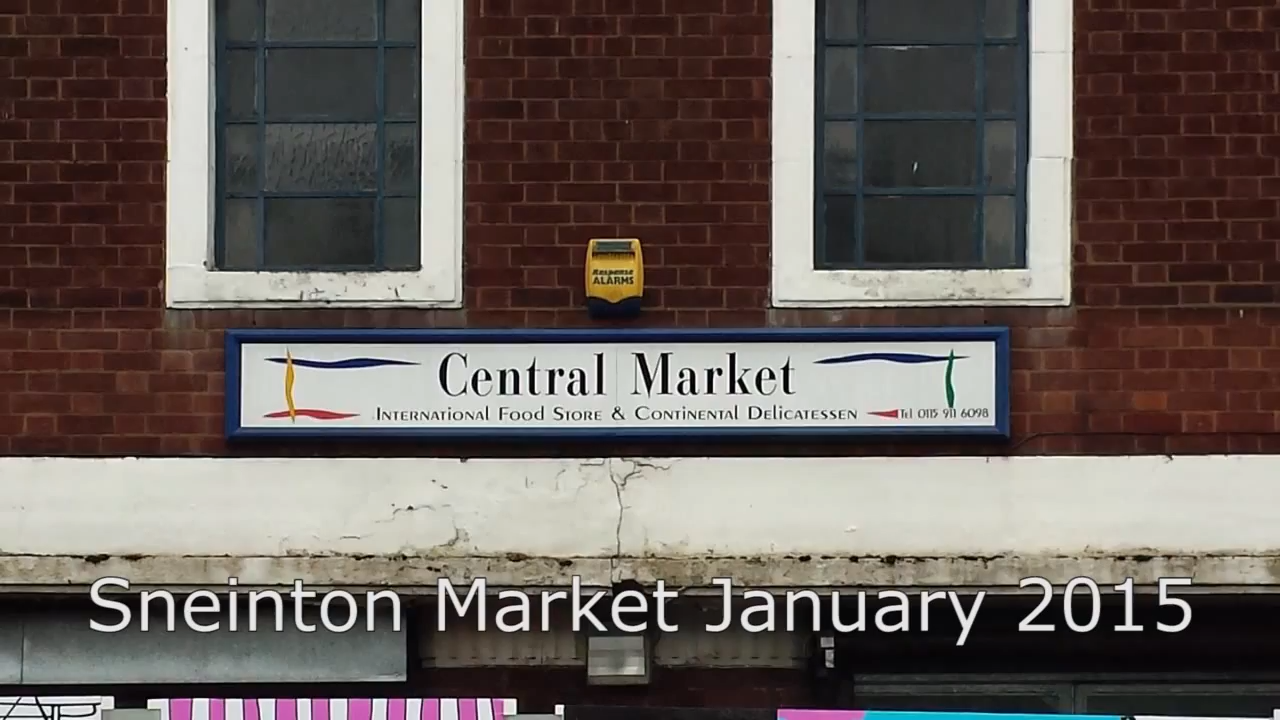 Response
ALARMS
Central Market
International Food Store & Continental Delicatessen
Tel 0115 911 6098
Sneinton Market January 2015